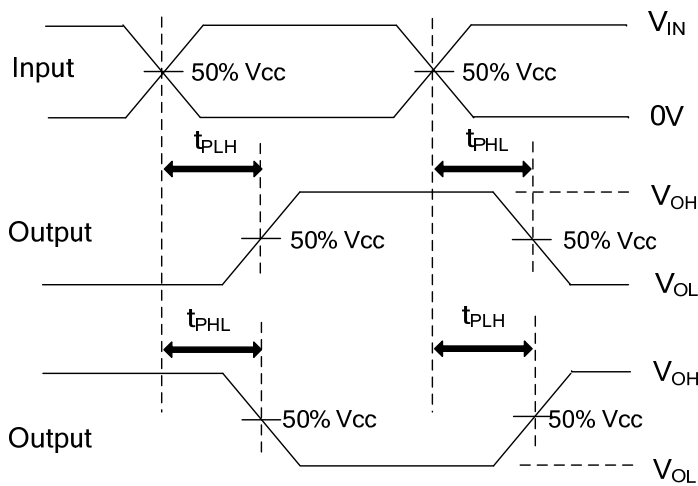 V_IN
Input
50% Vcc
50% Vcc
0V
t_PLH
t_PHL
V_OH
Output
50% Vcc
50% Vcc
V_OL
t_PHL
t_PLH
V_OH
50% Vcc
50% Vcc
Output
V_OL